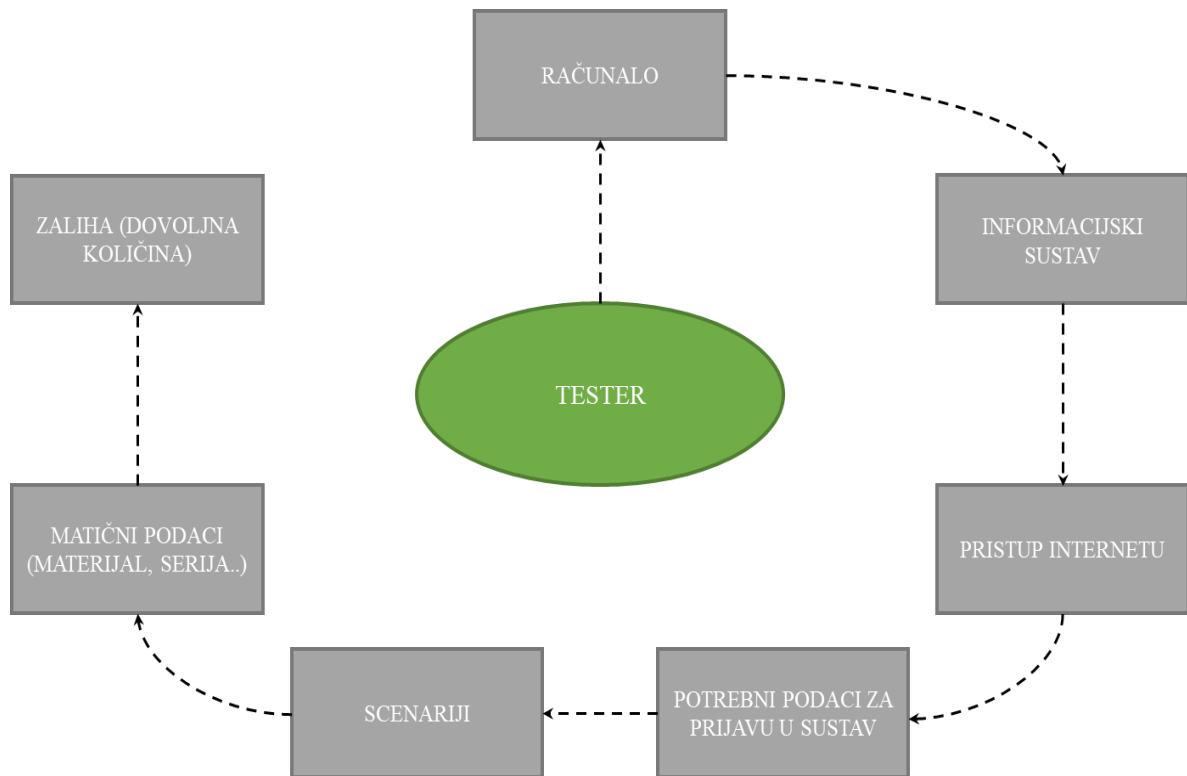 RAČUNALO
ZALIHA (DOVOLJNA
KOLIČINA)
INFORMACIJSKI
SUSTAV
TESTER
MATIČNI PODACI
(MATERIJAL, SERIJA..)
PRISTUP INTERNETU
SCENARIJI
POTREBNI PODACI ZA
PRIJAVU U SUSTAV